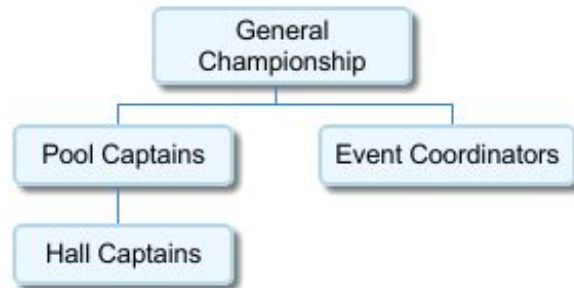 General
Championship
Pool Captains
Event Coordinators
Hall Captains